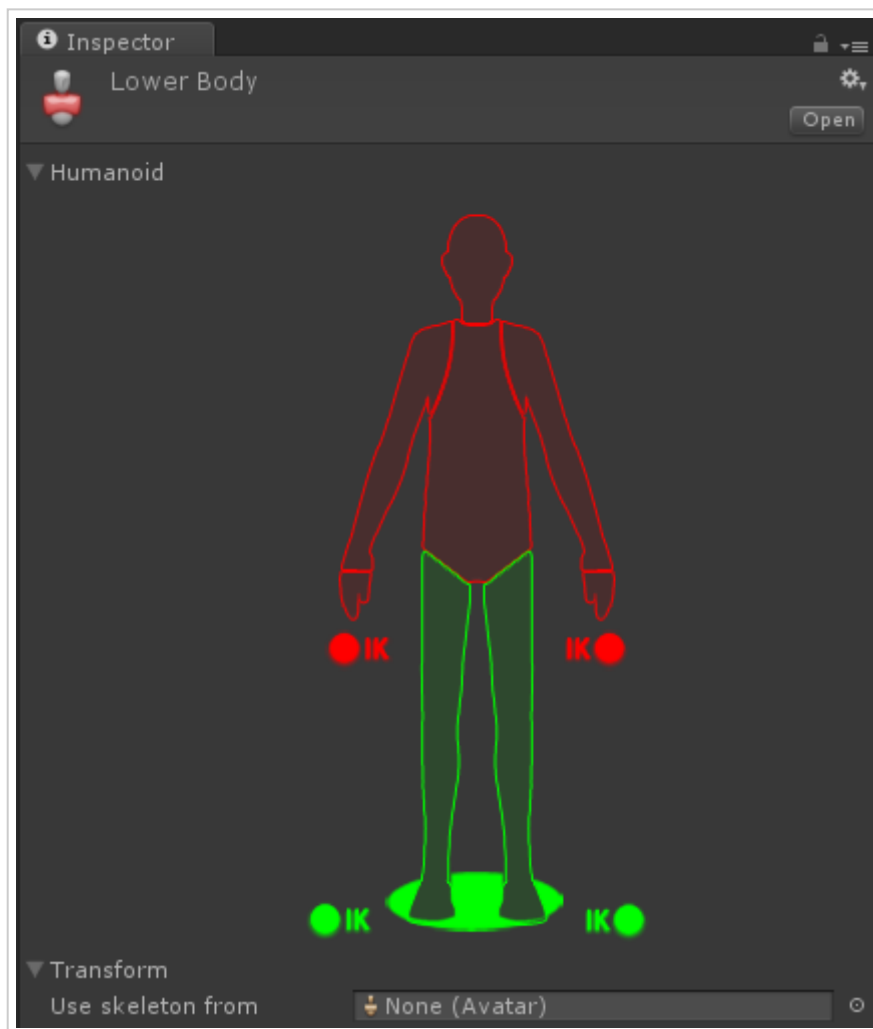 Inspector
Lower Body
Open
Humanoid
IK IK
IK IK
Transform
Use skeleton from None (Avatar)